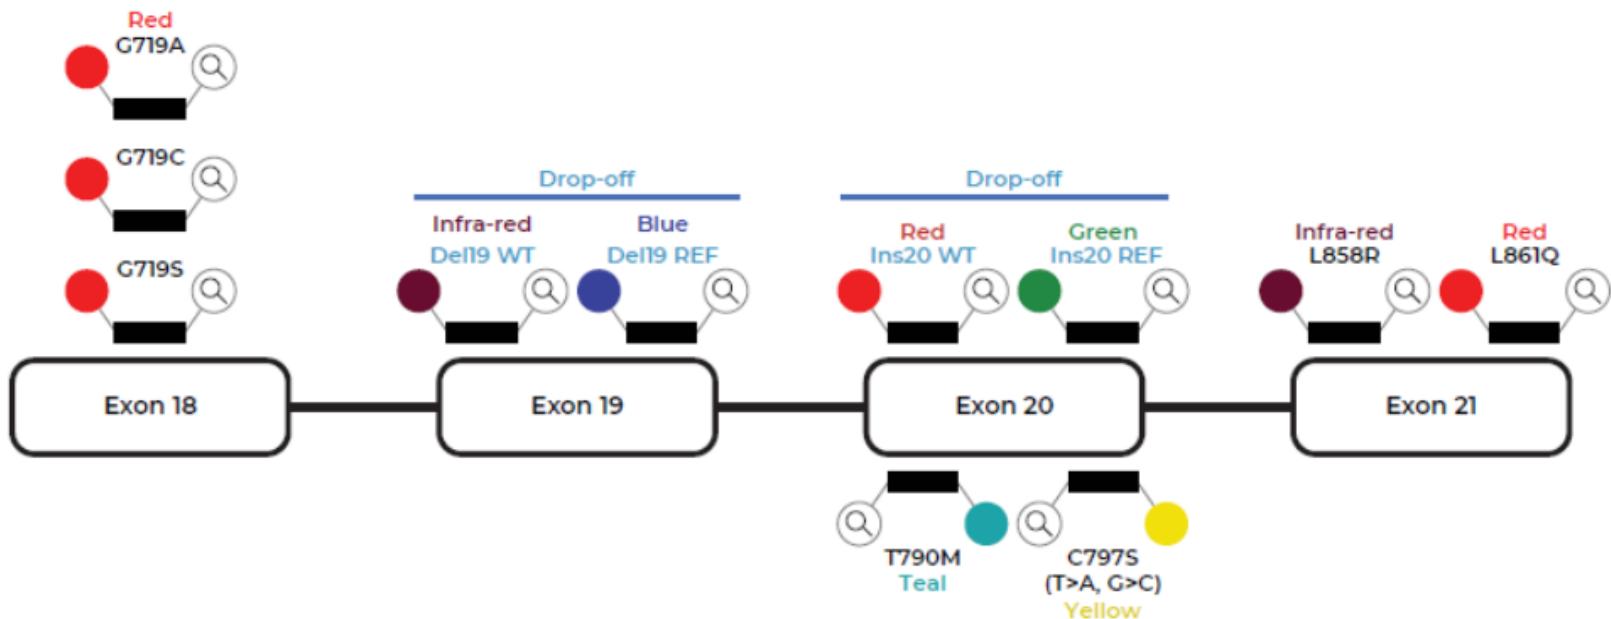 Red
G719A
G719C
G719S
Drop-off
Infra-red
Del19 WT
Blue
Del19 REF
Drop-off
Red
Ins20 WT
Green
Ins20 REF
Infra-red
L858R
Red
L861Q
Exon 18
Exon 19
Exon 20
Exon 21
T790M
Teal
C797S
(T>A, G>C)
Yellow